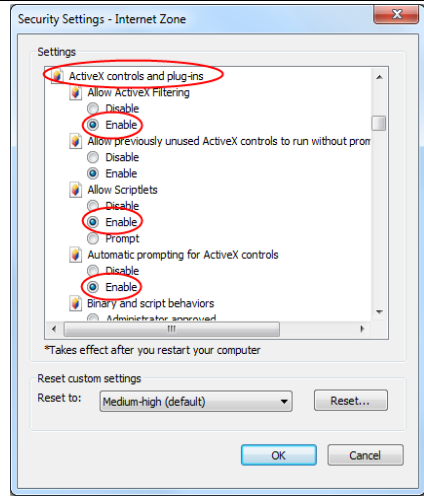 Security Settings - Internet Zone
Settings
ActiveX controls and plug-ins
Allow ActiveX Filtering
Disable
Enable
Allow previously unused ActiveX controls to run without prom
Disable
Enable
Allow Scriptlets
Disable
Enable
Prompt
Automatic prompting for ActiveX controls
Disable
Enable
Binary and script behaviors
Administrator approved
*Takes effect after you restart your computer
Reset custom settings
Reset to: Medium-high (default) Reset...
OK Cancel